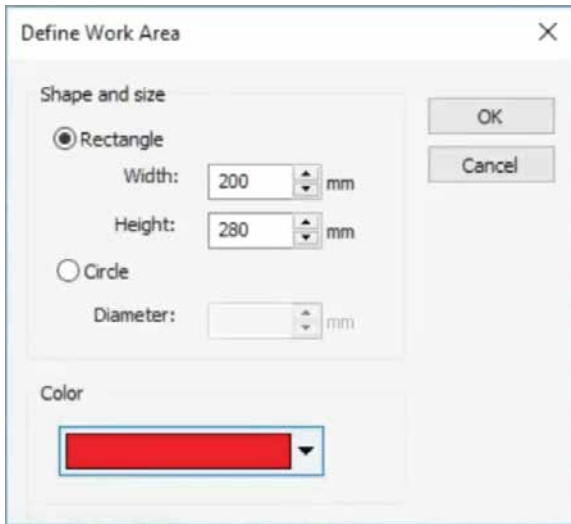 Define Work Area
Shape and size
OK
Rectangle
Cancel
Width: 200 mm
Height: 280 mm
Circle
Diameter: mm
Color